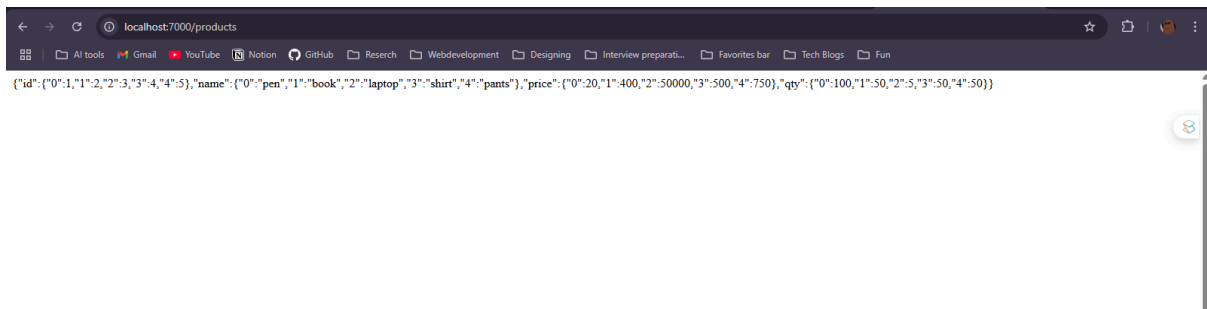 localhost:7000/products
AI tools Gmail YouTube Notion GitHub Reserch Webdevelopment Designing Interview preparati... Favorites bar Tech Blogs Fun
{"id":{"0":1,"1":2,"2":3,"3":4,"4":5},"name":{"0":"pen","1":"book","2":"laptop","3":"shirt","4":"pants"},"price":{"0":20,"1":400,"2":50000,"3":500,"4":750},"qty":{"0":100,"1":50,"2":5,"3":50,"4":50}}